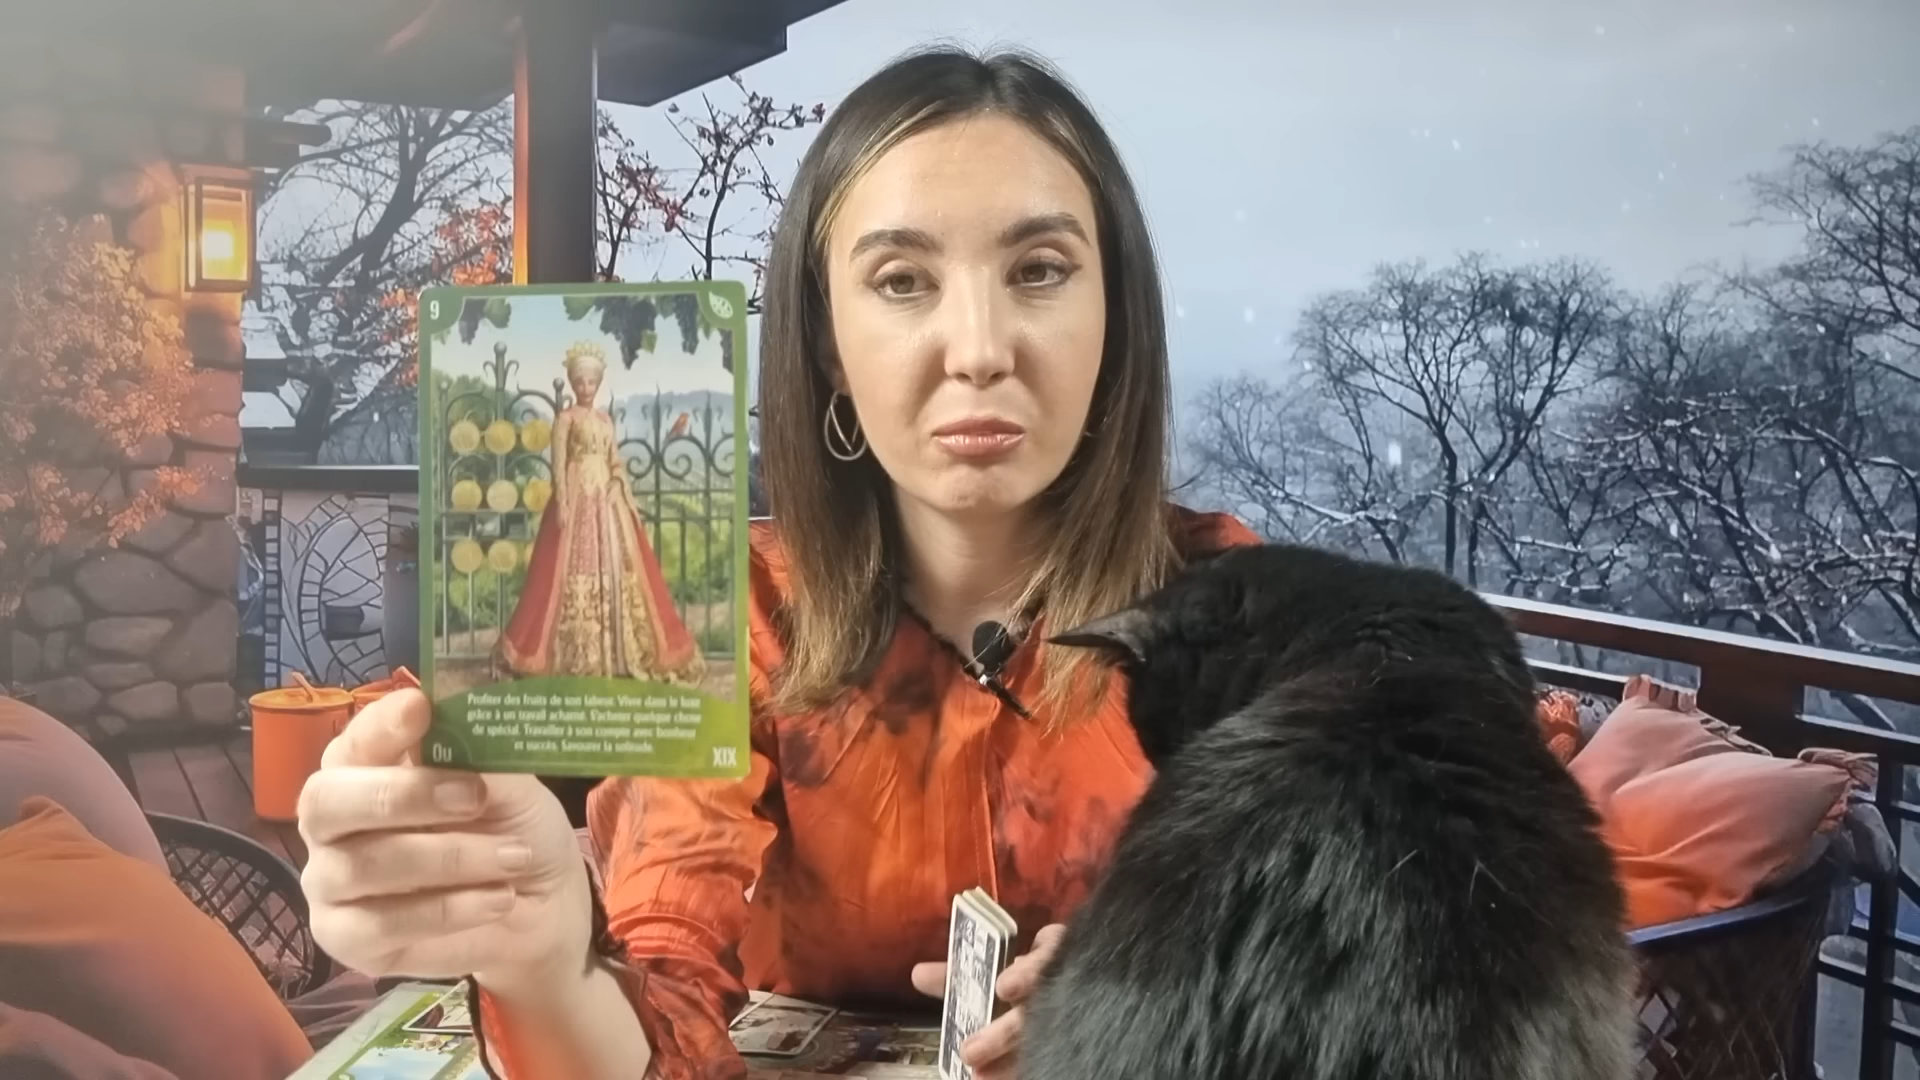 9
Profiter des fruits de son labeur. Vivre dans le luxe
grâce à un travail acharné. S'acheter quelque chose
de spécial. Travailler à son compte avec bonheur
et succès. Savourer la solitude.
Ou
XIX